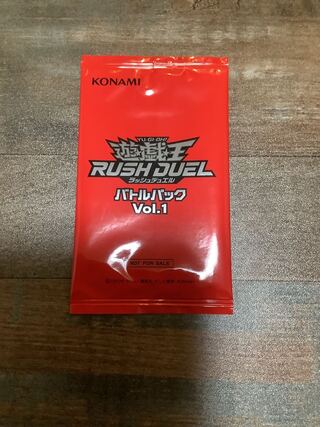 KONAMI
YU-GI-OH!
遊戯王
RUSH DUEL
ラッシュデュエル
バトルパック
Vol.1
NOT FOR SALE